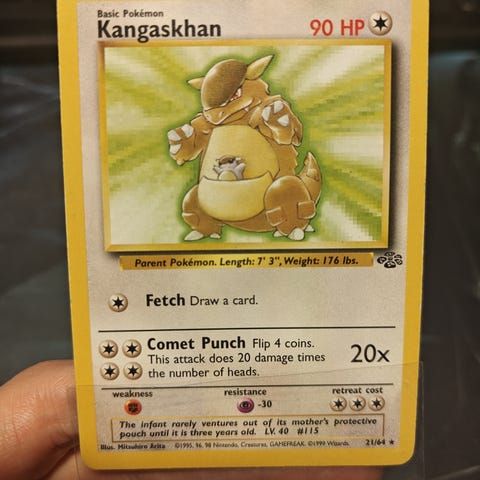 Basic Pokémon
Kangaskhan 90 HP
Parent Pokémon. Length: 7' 3", Weight: 176 lbs.
Fetch Draw a card.
Comet Punch Flip 4 coins.
This attack does 20 damage times
the number of heads.
20x
weakness resistance retreat cost
-30
The infant rarely ventures out of its mother's protective
pouch until it is three years old. LV. 40 #115
Illus. Mitsuhiro Arita ©1995, 96, 98 Nintendo, Creatures, GAMEFREAK. ©1999 Wizards. 21/64 ★